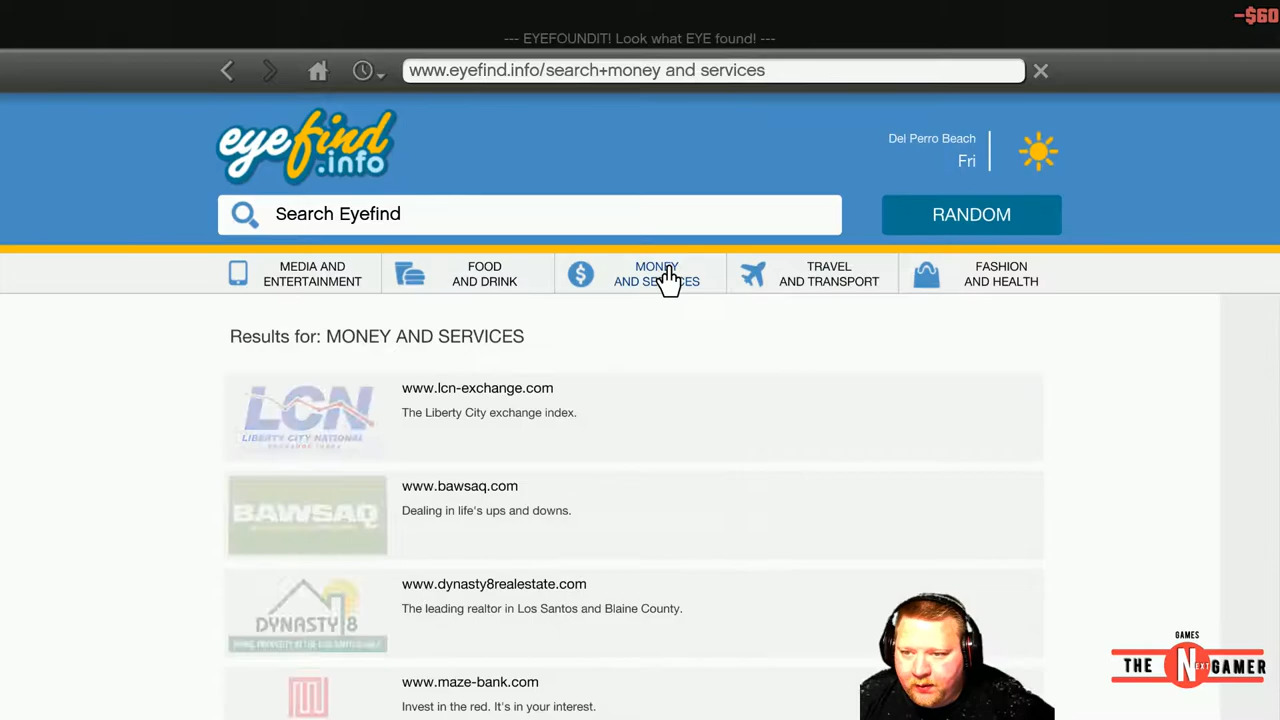 -$60
--- EYEFOUNDIT! Look what EYE found! ---
www.eyefind.info/search+money and services
eyefind
.info
Del Perro Beach
Fri
Search Eyefind
RANDOM
MEDIA AND
ENTERTAINMENT
FOOD
AND DRINK
MONEY
AND SERVICES
TRAVEL
AND TRANSPORT
FASHION
AND HEALTH
Results for: MONEY AND SERVICES
LCN
LIBERTY CITY NATIONAL
EXCHANGE INDEX
www.lcn-exchange.com
The Liberty City exchange index.
BAWSAQ
www.bawsaq.com
Dealing in life's ups and downs.
DYNASTY 8
www.dynasty8realestate.com
The leading realtor in Los Santos and Blaine County.
www.maze-bank.com
Invest in the red. It's in your interest.
GAMES
THE NEXT GAMER